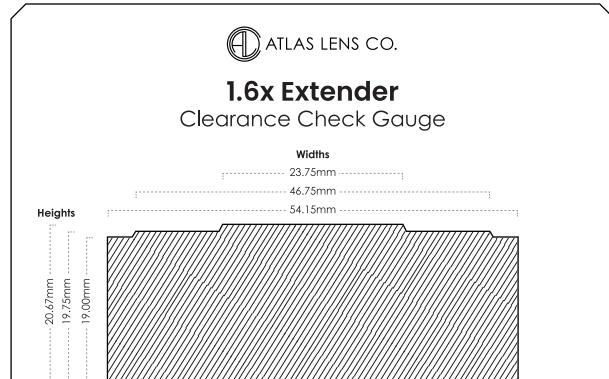 ATLAS LENS CO.
1.6x Extender
Clearance Check Gauge
Widths
23.75mm
46.75mm
54.15mm
Heights
20.67mm
19.75mm
19.00mm